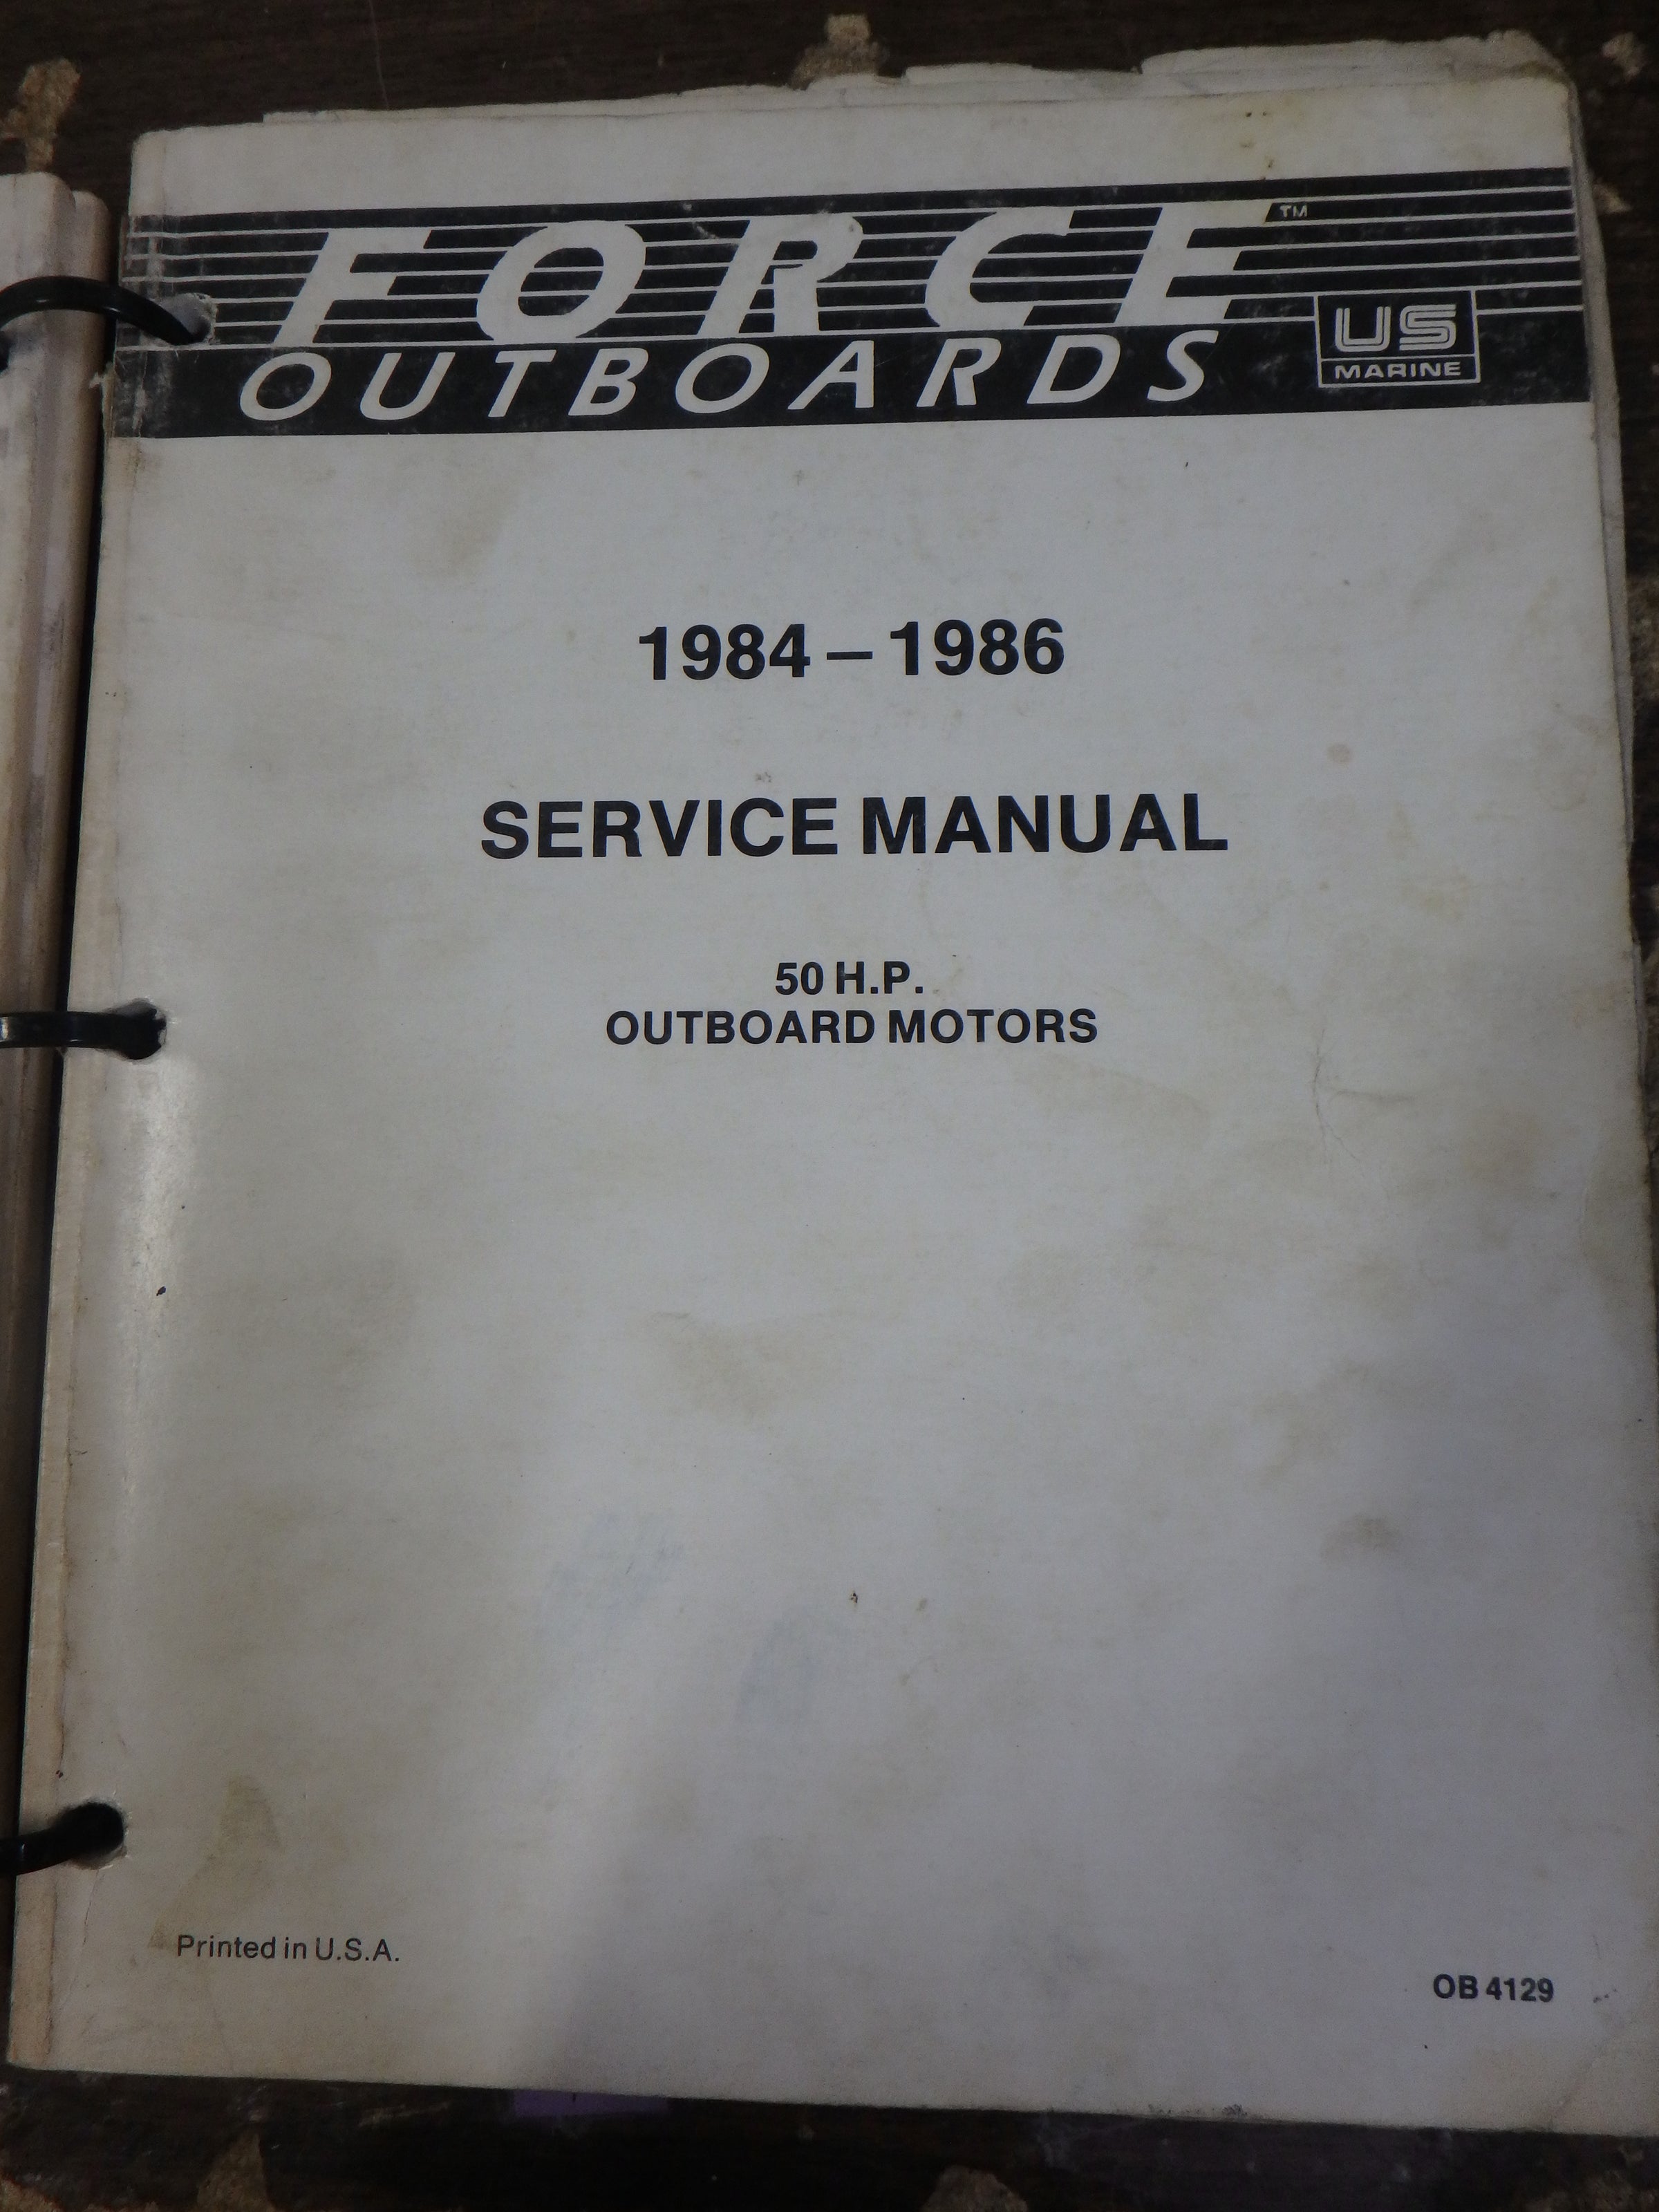 FORCE™
OUTBOARDS
US
MARINE
1984–1986
SERVICE MANUAL
50 H.P.
OUTBOARD MOTORS
Printed in U.S.A.
OB 4129